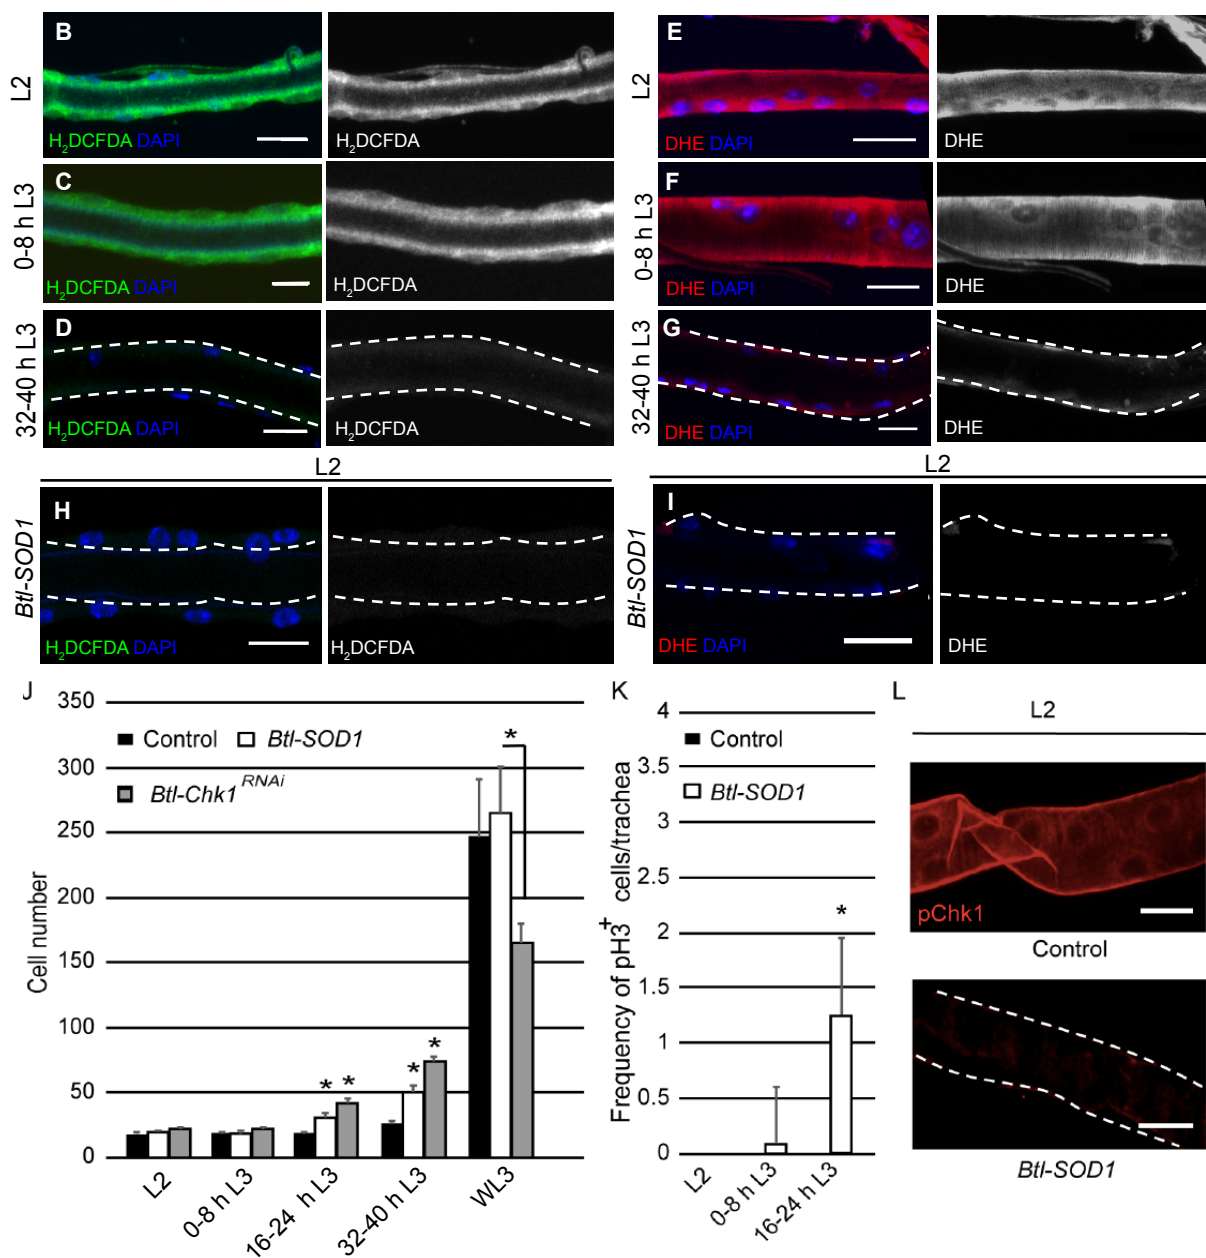 B
L2
H₂DCFDA DAPI
H₂DCFDA
E
L2
DHE DAPI
DHE
C
0-8 h L3
H₂DCFDA DAPI
H₂DCFDA
F
0-8 h L3
DHE DAPI
DHE
D
32-40 h L3
H₂DCFDA DAPI
H₂DCFDA
G
32-40 h L3
DHE DAPI
DHE
L2
H
Btl-SOD1
H₂DCFDA DAPI
H₂DCFDA
L2
I
Btl-SOD1
DHE DAPI
DHE
J
350
300
250
200
150
100
50
0
Cell number
Control Btl-SOD1
Btl-Chk1 RNAi
*
* *
* *
L2
0-8 h L3
16-24 h L3
32-40 h L3
WL3
K
4
3.5
3
2.5
2
1.5
1
0.5
0
Frequency of pH3⁺ cells/trachea
Control
Btl-SOD1
*
L2
0-8 h L3
16-24 h L3
L
L2
pChk1
Control
Btl-SOD1